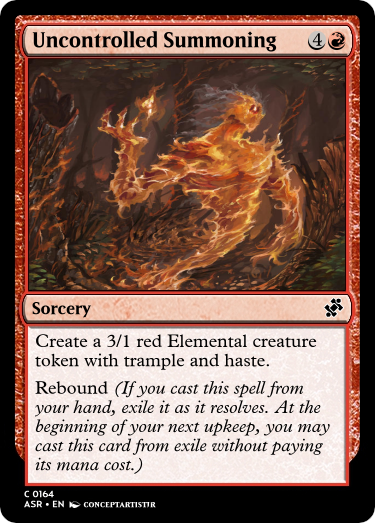 Uncontrolled Summoning 4
Sorcery
Create a 3/1 red Elemental creature
token with trample and haste.
Rebound (If you cast this spell from
your hand, exile it as it resolves. At the
beginning of your next upkeep, you may
cast this card from exile without paying
its mana cost.)
C 0164
ASR • EN CONCEPTARTIST1R